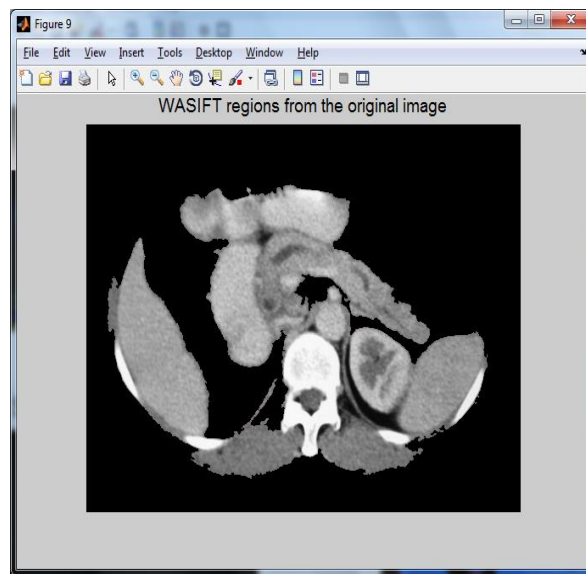 Figure 9
File Edit View Insert Tools Desktop Window Help
WASIFT regions from the original image